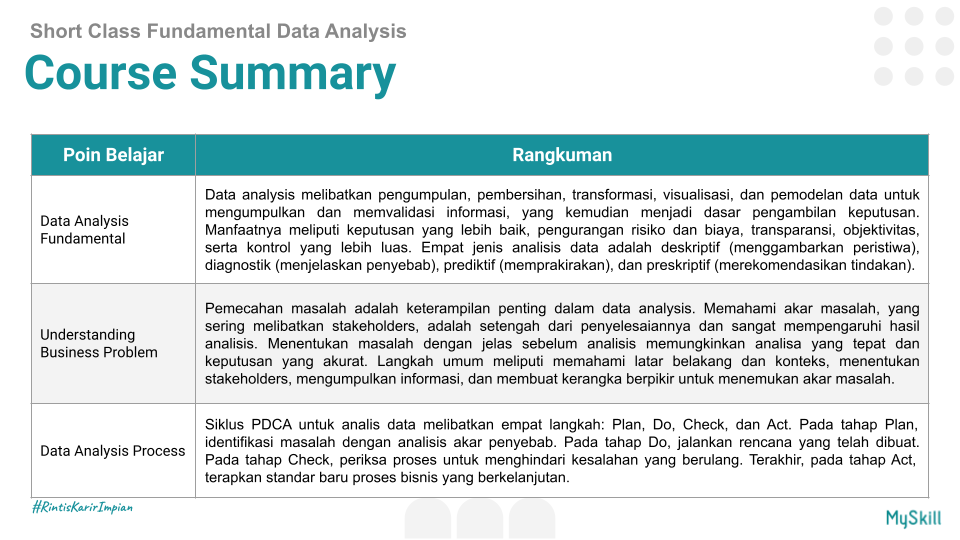 Short Class Fundamental Data Analysis
Course Summary
Poin Belajar
Rangkuman
Data Analysis
Fundamental
Data analysis melibatkan pengumpulan, pembersihan, transformasi, visualisasi, dan pemodelan data untuk
mengumpulkan dan memvalidasi informasi, yang kemudian menjadi dasar pengambilan keputusan.
Manfaatnya meliputi keputusan yang lebih baik, pengurangan risiko dan biaya, transparansi, objektivitas,
serta kontrol yang lebih luas. Empat jenis analisis data adalah deskriptif (menggambarkan peristiwa),
diagnostik (menjelaskan penyebab), prediktif (memprakirakan), dan preskriptif (merekomendasikan tindakan).
Understanding
Business Problem
Pemecahan masalah adalah keterampilan penting dalam data analysis. Memahami akar masalah, yang
sering melibatkan stakeholders, adalah setengah dari penyelesaiannya dan sangat mempengaruhi hasil
analisis. Menentukan masalah dengan jelas sebelum analisis memungkinkan analisa yang tepat dan
keputusan yang akurat. Langkah umum meliputi memahami latar belakang dan konteks, menentukan
stakeholders, mengumpulkan informasi, dan membuat kerangka berpikir untuk menemukan akar masalah.
Data Analysis Process
Siklus PDCA untuk analis data melibatkan empat langkah: Plan, Do, Check, dan Act. Pada tahap Plan,
identifikasi masalah dengan analisis akar penyebab. Pada tahap Do, jalankan rencana yang telah dibuat.
Pada tahap Check, periksa proses untuk menghindari kesalahan yang berulang. Terakhir, pada tahap Act,
terapkan standar baru proses bisnis yang berkelanjutan.
#RintisKarirImpian
MySkill